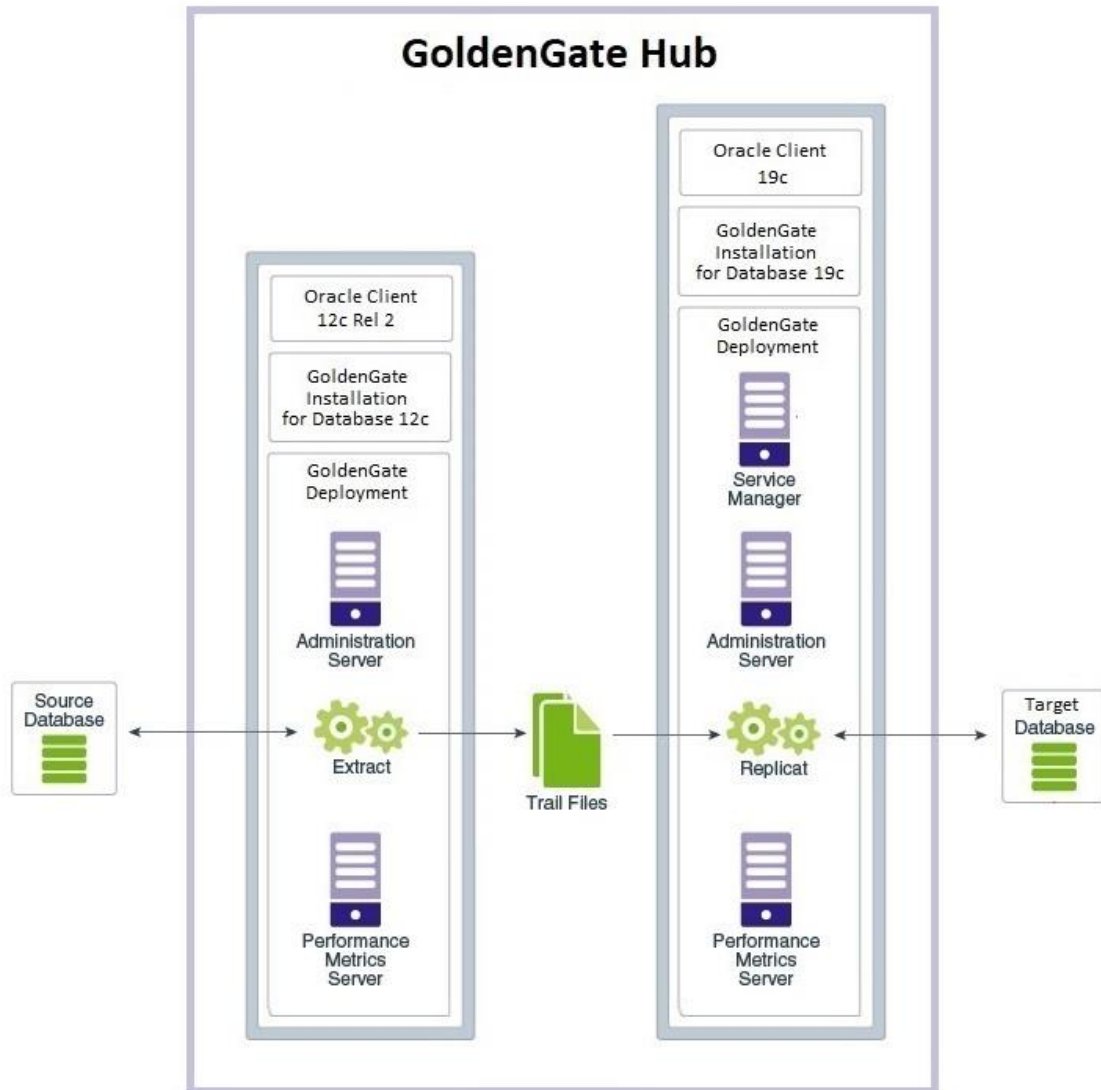 GoldenGate Hub
Source
Database
Oracle Client
12c Rel 2
GoldenGate
Installation
for Database 12c
GoldenGate
Deployment
Administration
Server
Extract
Performance
Metrics
Server
Trail Files
Oracle Client
19c
GoldenGate
Installation
for Database 19c
GoldenGate
Deployment
Service
Manager
Administration
Server
Replicat
Performance
Metrics
Server
Target
Database